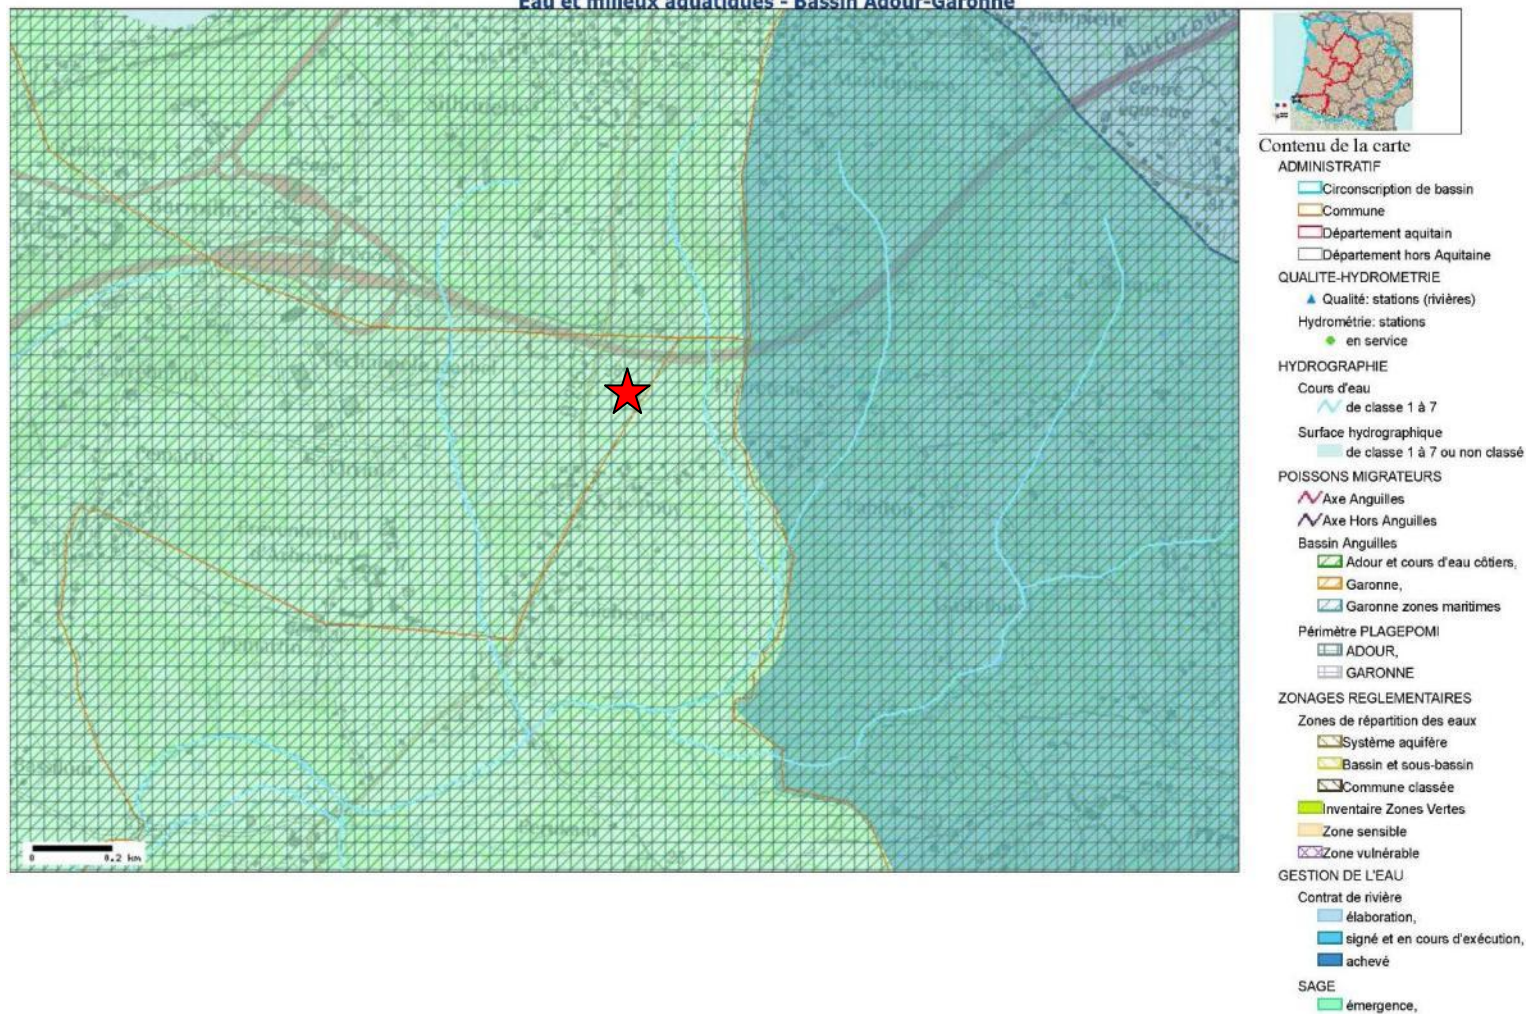 Eau et milieux aquatiques - Bassin Adour-Garonne
Autorou
Centre
équestre
0 0.2 km
Contenu de la carte
ADMINISTRATIF
Circonscription de bassin
Commune
Département aquitain
Département hors Aquitaine
QUALITE-HYDROMETRIE
Qualité: stations (rivières)
Hydrométrie: stations
en service
HYDROGRAPHIE
Cours d'eau
de classe 1 à 7
Surface hydrographique
de classe 1 à 7 ou non classé
POISSONS MIGRATEURS
Axe Anguilles
Axe Hors Anguilles
Bassin Anguilles
Adour et cours d'eau côtiers,
Garonne,
Garonne zones maritimes
Périmètre PLAGEPOMI
ADOUR,
GARONNE
ZONAGES REGLEMENTAIRES
Zones de répartition des eaux
Système aquifère
Bassin et sous-bassin
Commune classée
Inventaire Zones Vertes
Zone sensible
Zone vulnérable
GESTION DE L'EAU
Contrat de rivière
élaboration,
signé et en cours d'exécution,
achevé
SAGE
émergence,